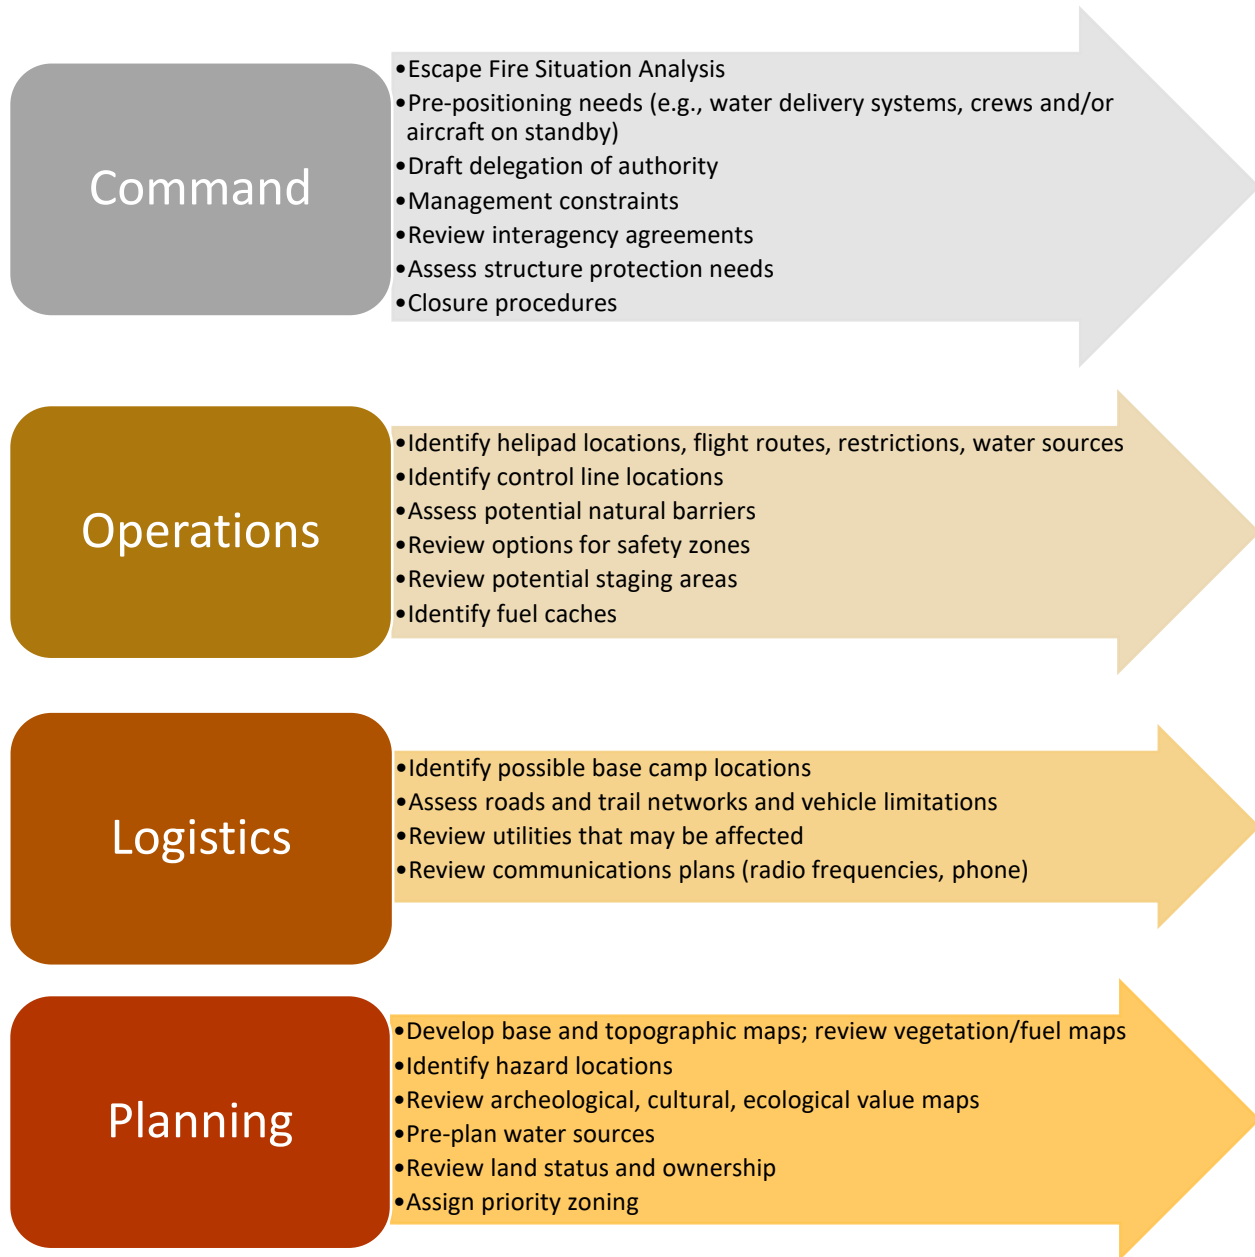 Command
•Escape Fire Situation Analysis
•Pre-positioning needs (e.g., water delivery systems, crews and/or
aircraft on standby)
•Draft delegation of authority
•Management constraints
•Review interagency agreements
•Assess structure protection needs
•Closure procedures
Operations
•Identify helipad locations, flight routes, restrictions, water sources
•Identify control line locations
•Assess potential natural barriers
•Review options for safety zones
•Review potential staging areas
•Identify fuel caches
Logistics
•Identify possible base camp locations
•Assess roads and trail networks and vehicle limitations
•Review utilities that may be affected
•Review communications plans (radio frequencies, phone)
Planning
•Develop base and topographic maps; review vegetation/fuel maps
•Identify hazard locations
•Review archeological, cultural, ecological value maps
•Pre-plan water sources
•Review land status and ownership
•Assign priority zoning